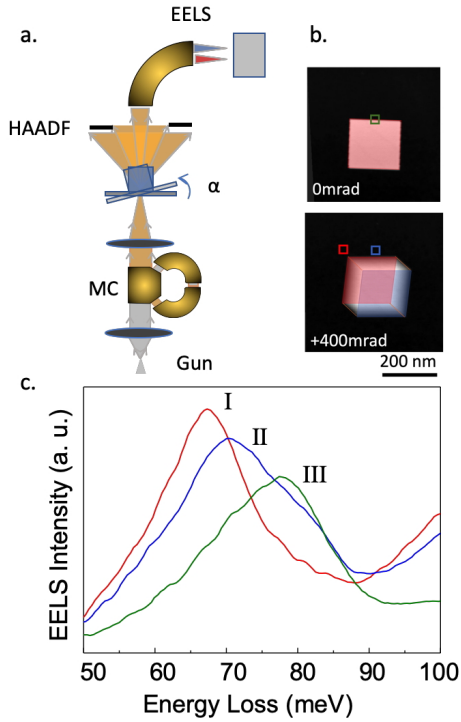 a.
EELS
HAADF
α
MC
Gun
b.
0mrad
+400mrad
200 nm
c.
EELS Intensity (a. u.)
I
II
III
50 60 70 80 90 100
Energy Loss (meV)